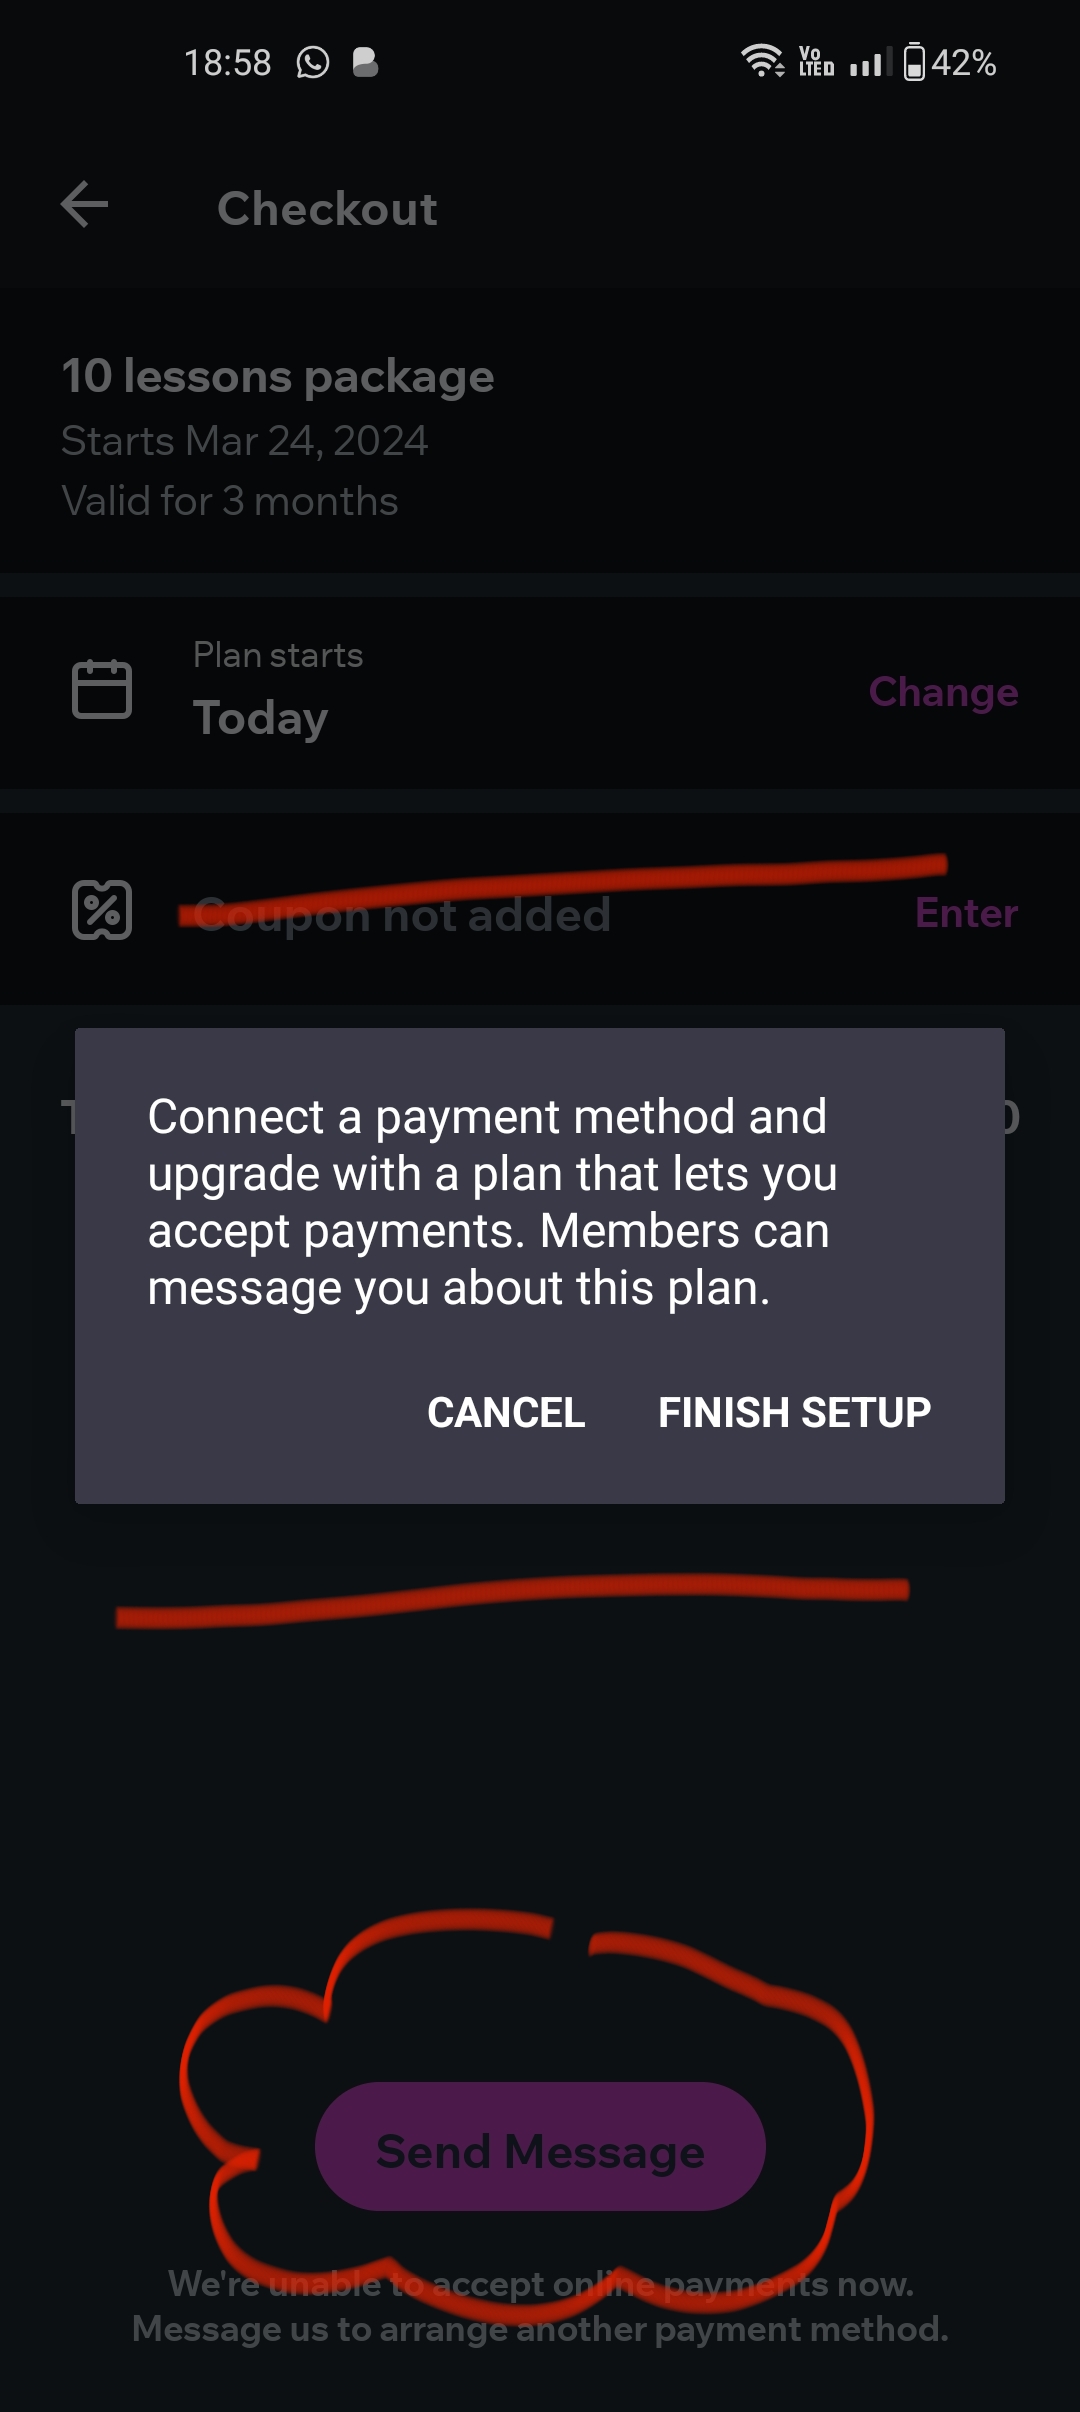 18:58 VoLTED 42%
Checkout
10 lessons package
Starts Mar 24, 2024
Valid for 3 months
Plan starts
Today
Change
Coupon not added
Enter
Connect a payment method and
upgrade with a plan that lets you
accept payments. Members can
message you about this plan.
CANCEL FINISH SETUP
Send Message
We're unable to accept online payments now.
Message us to arrange another payment method.